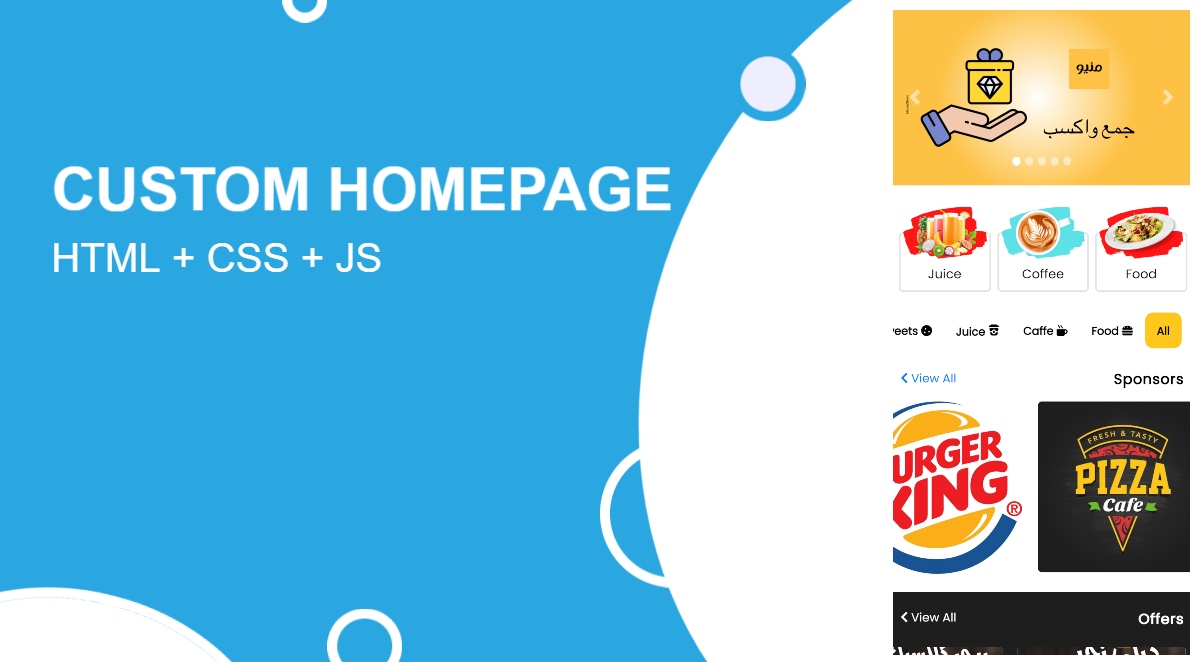 CUSTOM HOMEPAGE
HTML + CSS + JS
منيو
جمع واكسب
Juice
Coffee
Food
eets
Juice
Caffe
Food
All
View All
Sponsors
URGER
KING®
FRESH & TASTY
PIZZA
Cafe
View All
Offers